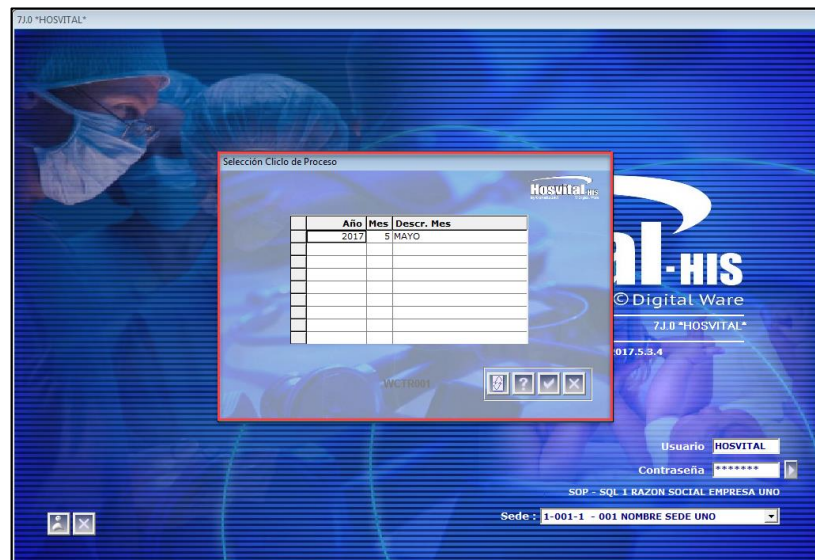 7J.0 *HOSVITAL*
Selección Cliclo de Proceso
Hosvital-HIS
Año Mes Descr. Mes
2017 5 MAYO
al-HIS
©Digital Ware
7J.0 *HOSVITAL*
2017.5.3.4
WCTR001
?
Usuario HOSVITAL
Contraseña *******
SOP - SQL 1 RAZON SOCIAL EMPRESA UNO
Sede : 1-001-1 - 001 NOMBRE SEDE UNO